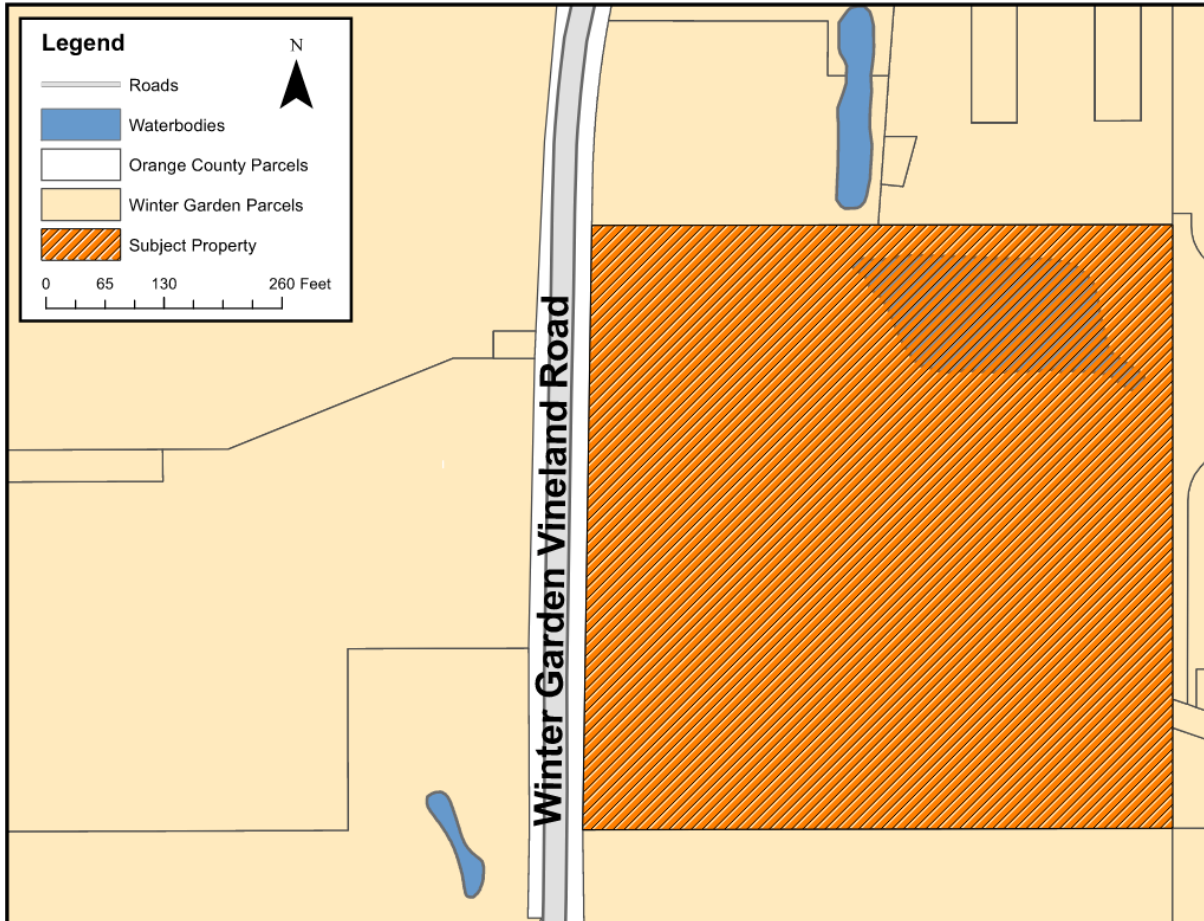 Legend
N
Roads
Waterbodies
Orange County Parcels
Winter Garden Parcels
Subject Property
0 65 130 260 Feet
Winter Garden Vineland Road